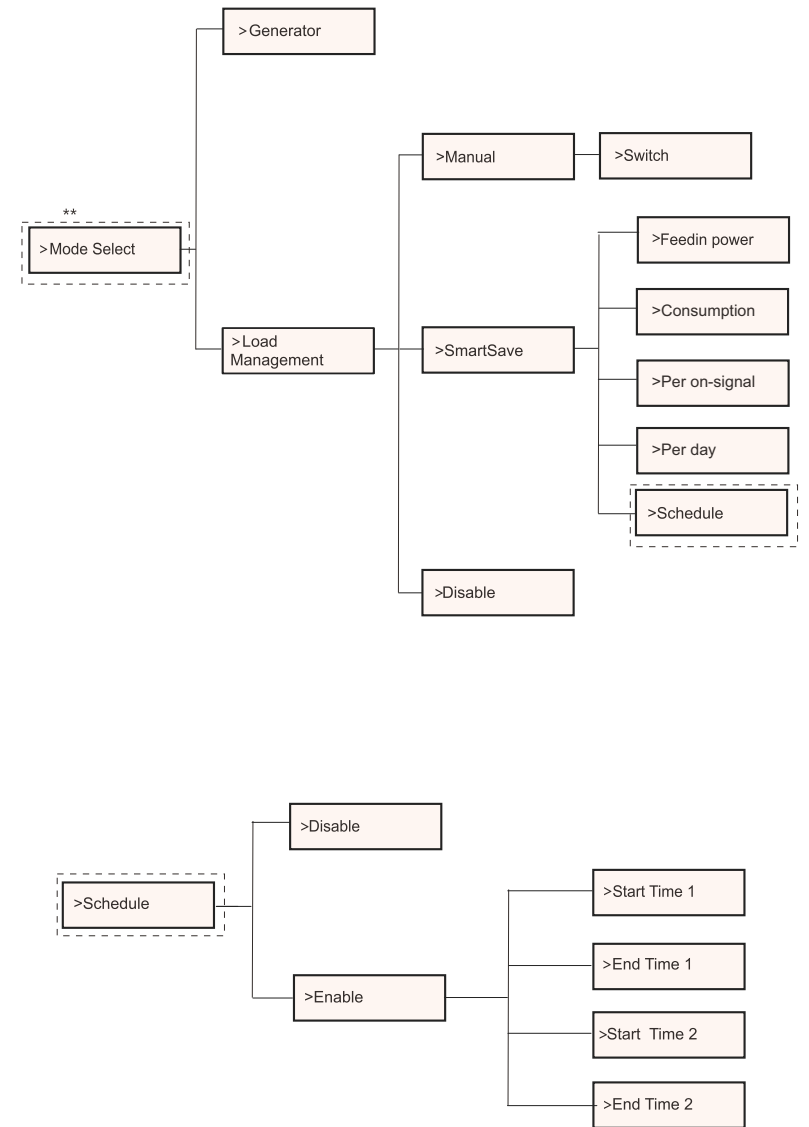 >Generator
>Manual
>Switch
**
>Mode Select
>Feedin power
>Consumption
>Load
Management
>SmartSave
>Per on-signal
>Per day
>Schedule
>Disable
>Disable
>Schedule
>Start Time 1
>End Time 1
>Enable
>Start  Time 2
>End Time 2